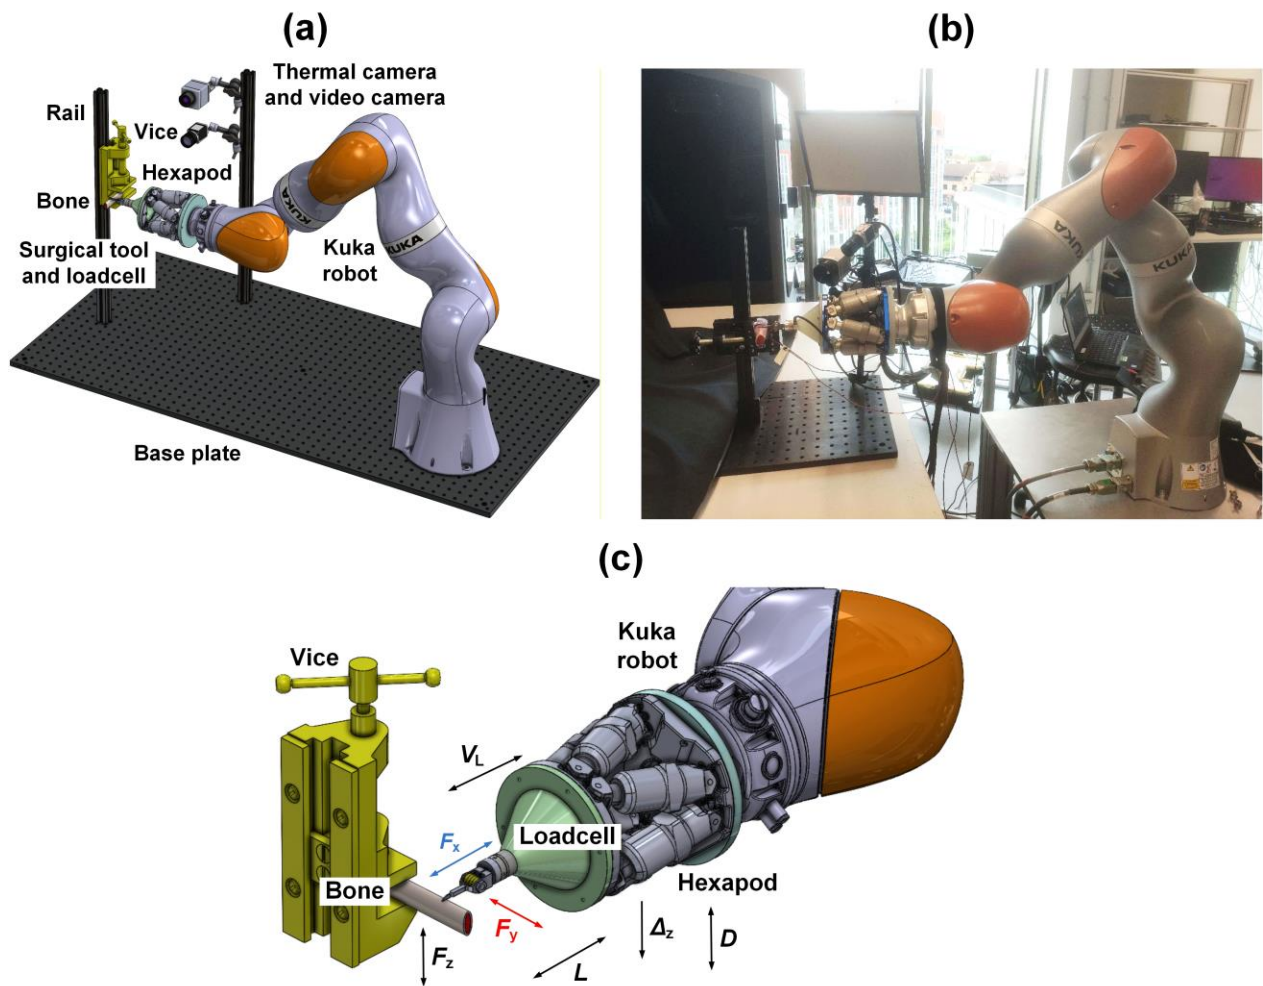 (a)
Thermal camera
and video camera
Rail
Vice
Hexapod
Bone
KUKA
Kuka
robot
KUKA
Surgical tool
and loadcell
Base plate
(b)
KUKA
KUKA
(c)
Kuka
robot
Vice
VL
Fx
Loadcell
Bone
Hexapod
Fy
Δz
D
Fz
L